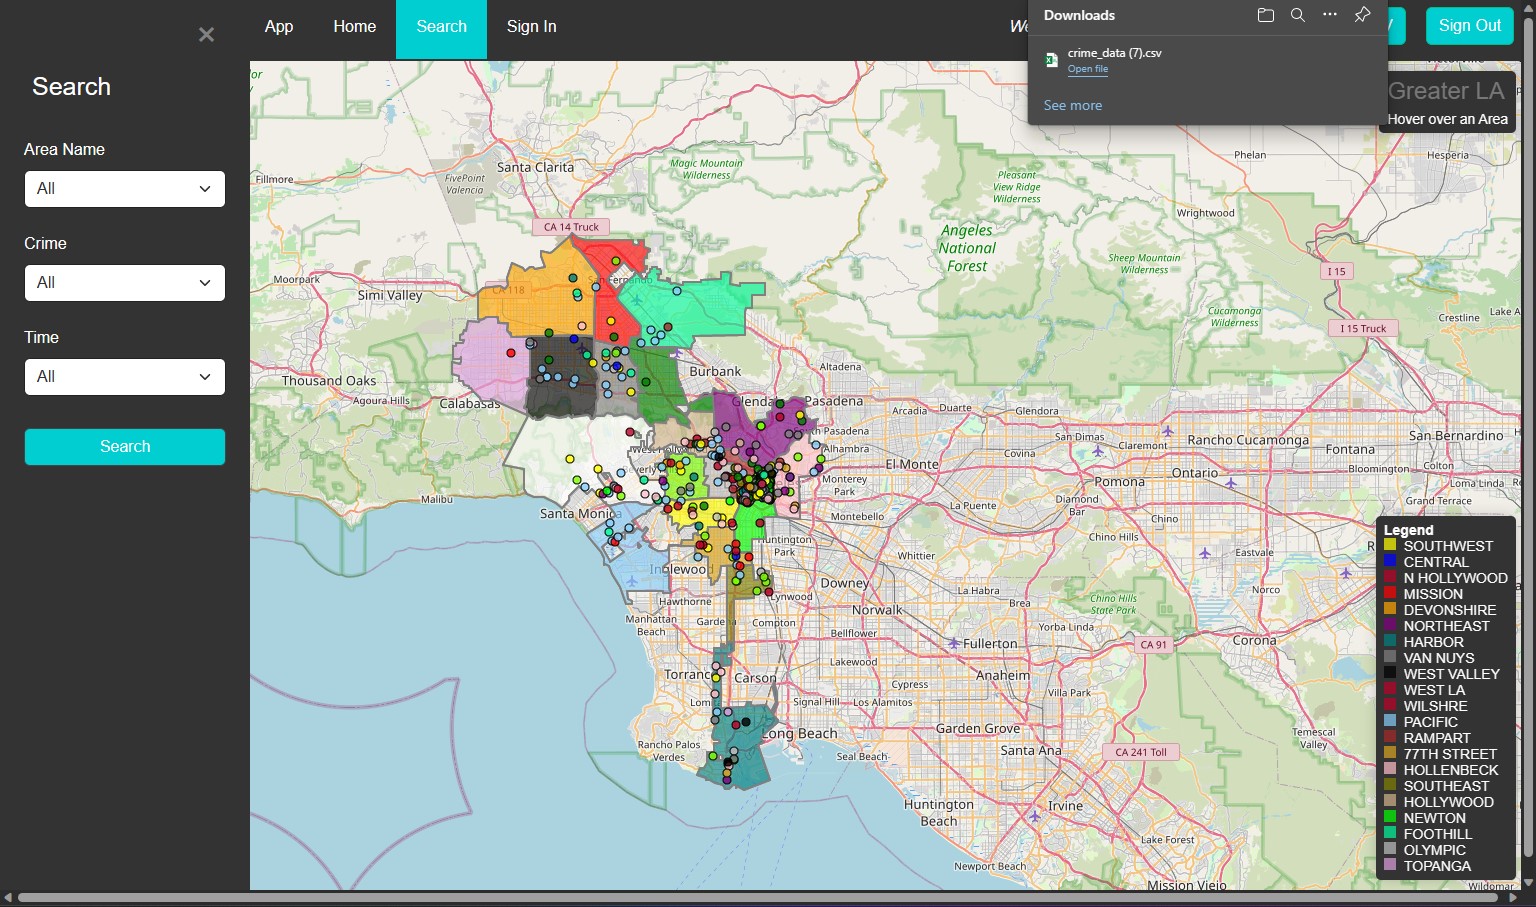 ×
App
Home
Search
Sign In
We
Downloads
crime_data (7).csv
Open file
See more
Sign Out
Search
Area Name
All
Crime
All
Time
All
Search
Greater LA
Hover over an Area
Santa Clarita
Magic Mountain
Wilderness
FivePoint
Valencia
Fillmore
Pleasant
View Ridge
Wilderness
Phelan
Hesperia
Wrightwood
CA 14 Truck
Angeles
National
Forest
Sheep Mountain
Wilderness
I 15
Moorpark
Simi Valley
CA 118
San Fernando
Cucamonga
Wilderness
Crestline
Lake A
I 15 Truck
Thousand Oaks
Agoura Hills
Calabasas
Burbank
Altadena
Glenda
Pasadena
Arcadia
Duarte
Glendora
th Pasadena
Alhambra
San Dimas
Claremont
Rancho Cucamonga
San Bernardino
Fontana
West Holly
everly
El Monte
Covina
Pomona
Ontario
Bloomington
Colton
Loma Linda
Monterey
Park
Malibu
Santa Monica
La Puente
Diamond
Bar
Grand Terrace
Montebello
Chino
Huntington
Park
Whittier
Chino Hills
Eastvale
Inglewood
Downey
La Habra
Brea
Chino Hills
State Park
Norco
Hawthorne
Lynwood
Norwalk
Manhattan
Beach
Garde
Compton
Bellflower
Yorba Linda
Fullerton
CA 91
Corona
Torranc
Carson
Lakewood
Cypress
Anaheim
Villa Park
Lom
Signal Hill
Los Alamitos
Garden Grove
Rancho Palos
Verdes
Long Beach
Seal Beach
Santa Ana
CA 241 Toll
Temescal
Valley
Huntington
Beach
Irvine
Lake Forest
Newport Beach
Mission Viejo
Wildomar
Legend
SOUTHWEST
CENTRAL
N HOLLYWOOD
MISSION
DEVONSHIRE
NORTHEAST
HARBOR
VAN NUYS
WEST VALLEY
WEST LA
WILSHRE
PACIFIC
RAMPART
77TH STREET
HOLLENBECK
SOUTHEAST
HOLLYWOOD
NEWTON
FOOTHILL
OLYMPIC
TOPANGA